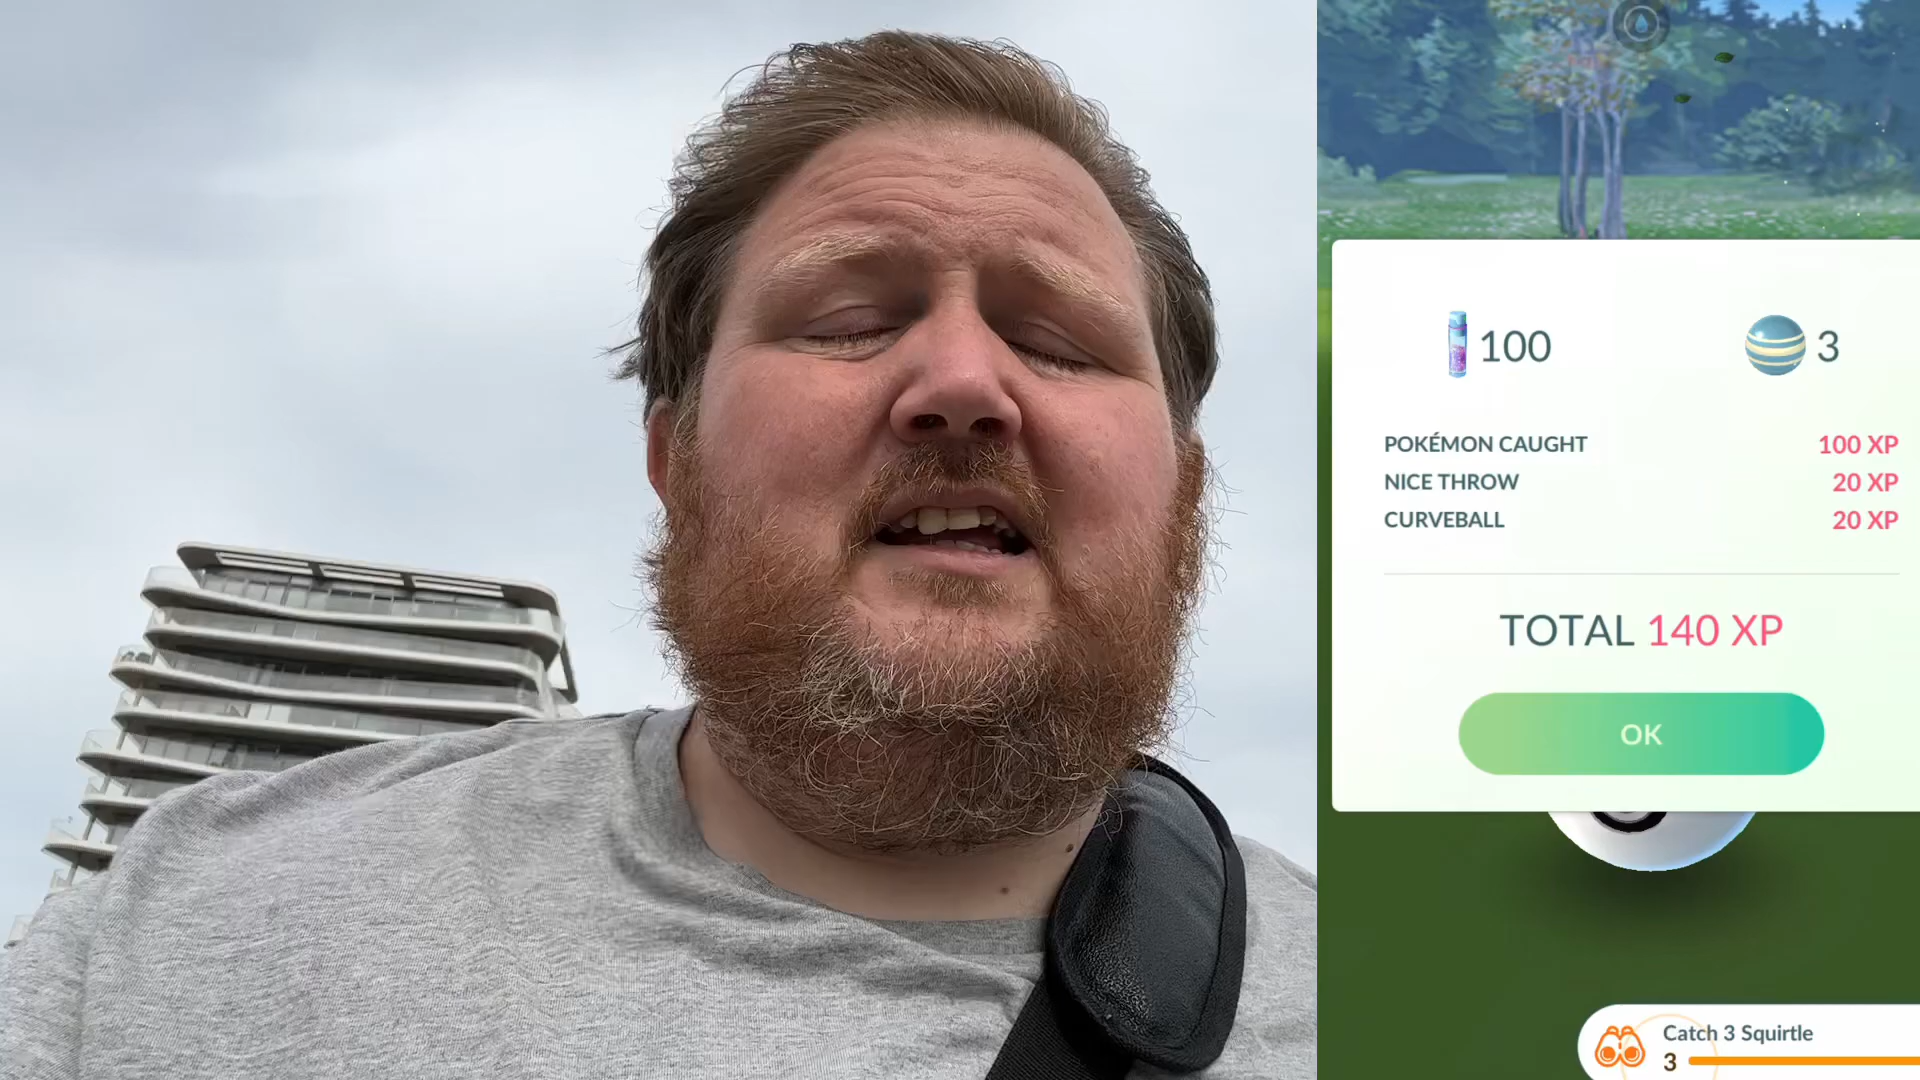 100 3
POKÉMON CAUGHT 100 XP
NICE THROW 20 XP
CURVEBALL 20 XP
TOTAL 140 XP
OK
Catch 3 Squirtle
3